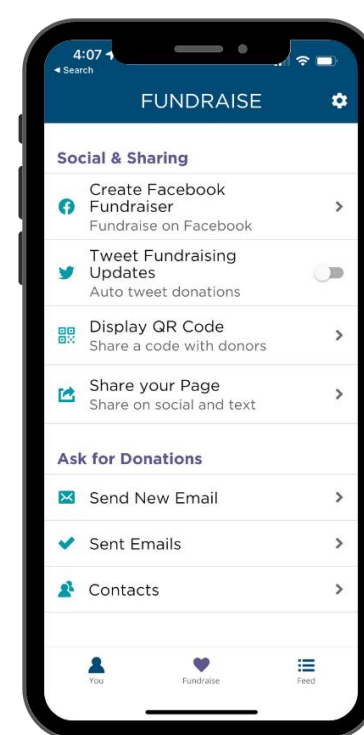 4:07
◂ Search
FUNDRAISE
Social & Sharing
Create Facebook
Fundraiser
Fundraise on Facebook
Tweet Fundraising
Updates
Auto tweet donations
Display QR Code
Share a code with donors
Share your Page
Share on social and text
Ask for Donations
Send New Email
Sent Emails
Contacts
You Fundraise Feed